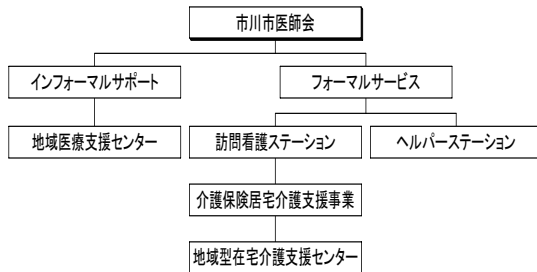 市川市医師会
インフォーマルサポート
フォーマルサービス
地域医療支援センター
訪問看護ステーション
ヘルパーステーション
介護保険居宅介護支援事業
地域型在宅介護支援センター